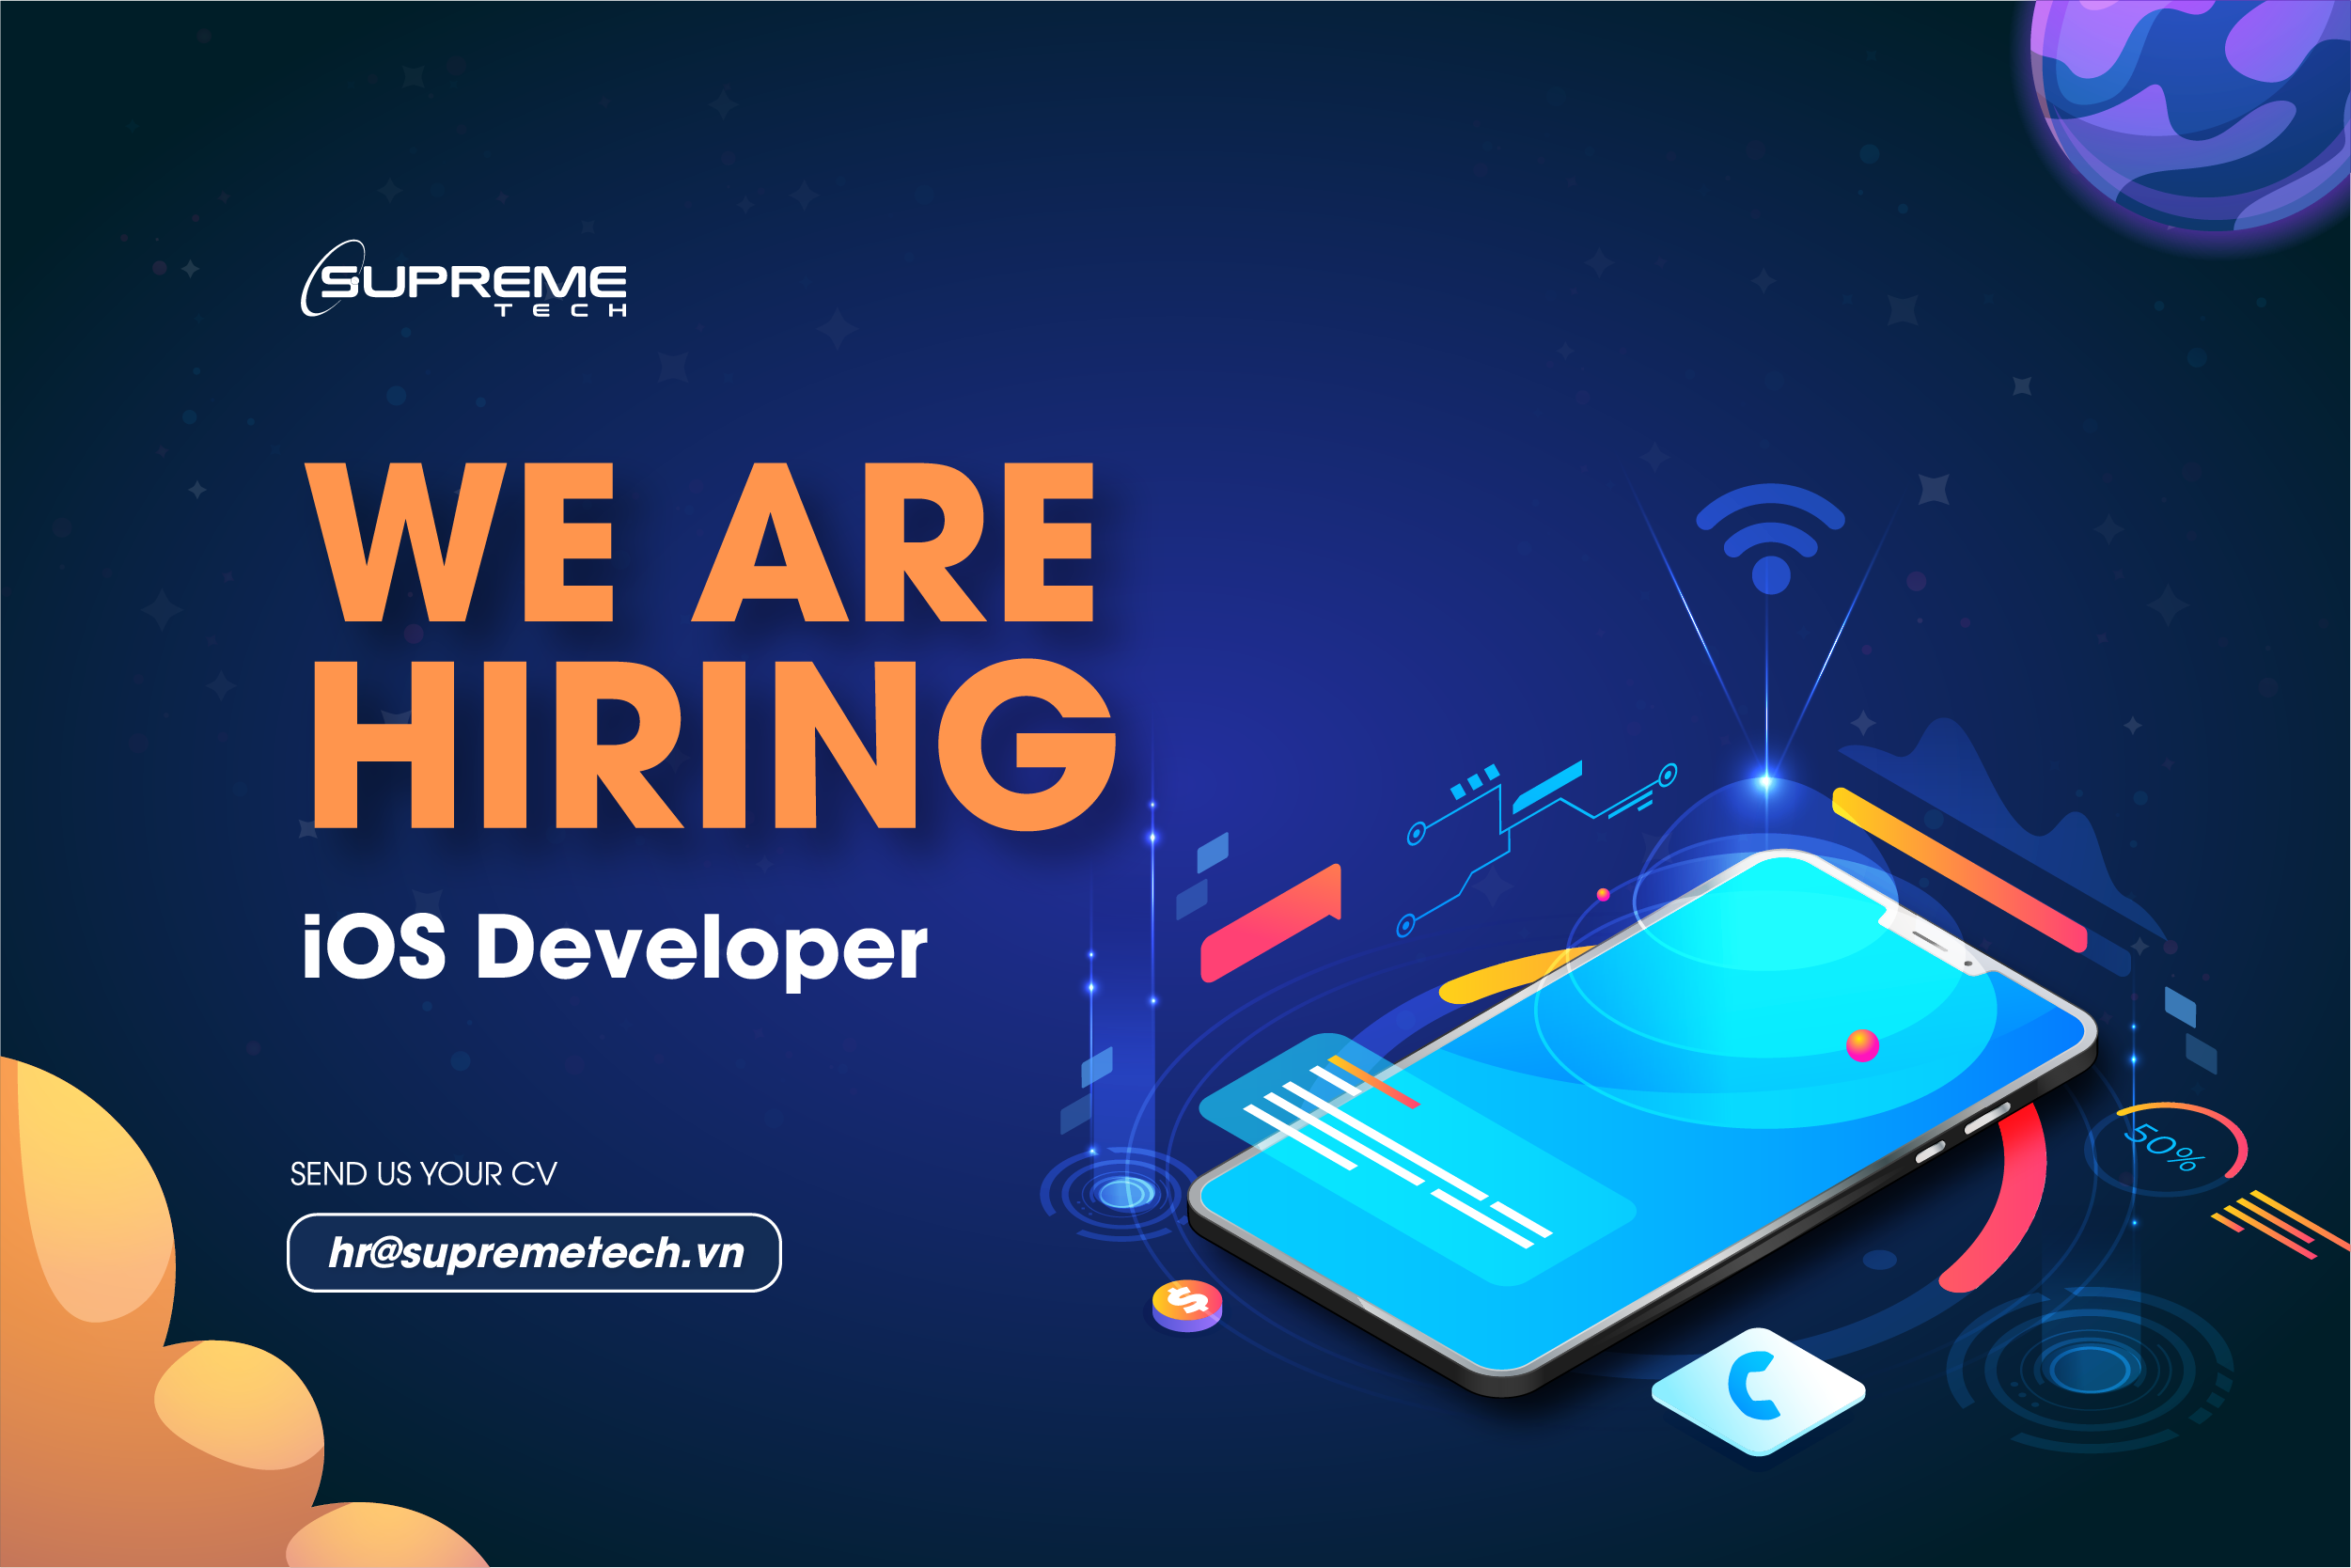 SUPREME
TECH
WE ARE
HIRING
iOS Developer
SEND US YOUR CV
hr@supremetech.vn
50%
$